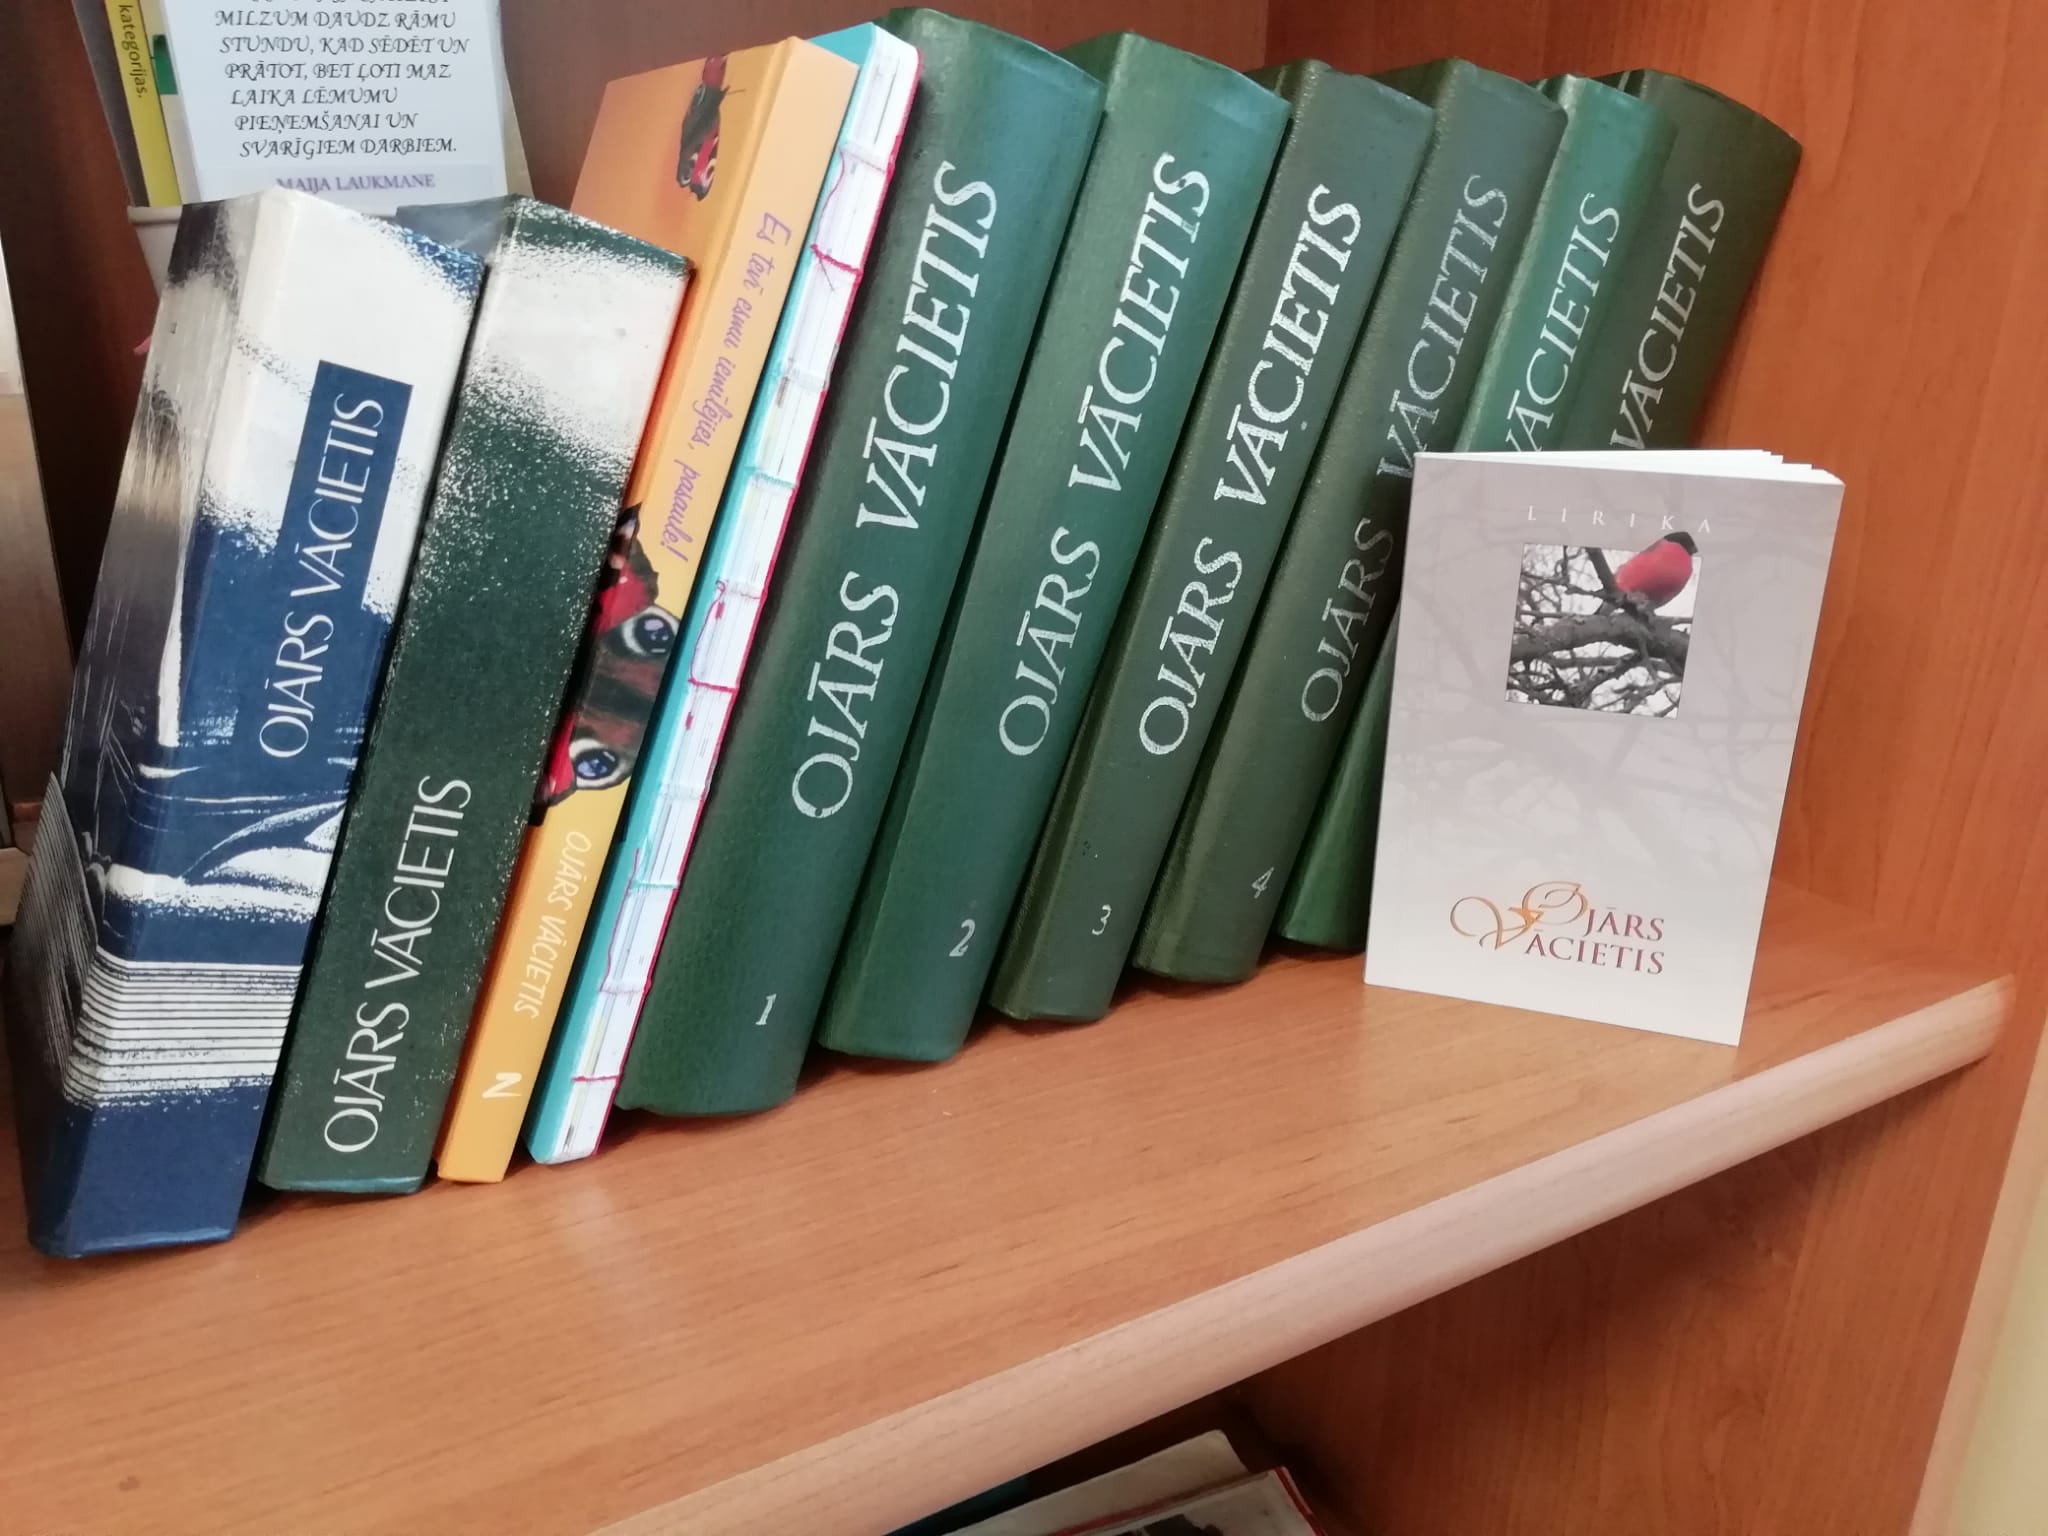 kategorijas.
MILZUM DAUDZ RĀMU
STUNDU, KAD SĒDĒT UN
PRĀTOT, BET ĻOTI MAZ
LAIKA LĒMUMU
PIEŅEMŠANAI UN
SVARĪGIEM DARBIEM.
MAIJA LAUKMANE
OJĀRS VĀCIETIS
OJĀRS VĀCIETIS
Es tevī esmu iemīlējies, pasaule!
OJĀRS VĀCIETIS
N
OJĀRS VĀCIETIS
1
OJĀRS VĀCIETIS
2
OJĀRS VĀCIETIS
3
OJĀRS VĀCIETIS
4
VĀCIETIS
VĀCIETIS
LIRIKA
OJĀRS
VĀCIETIS